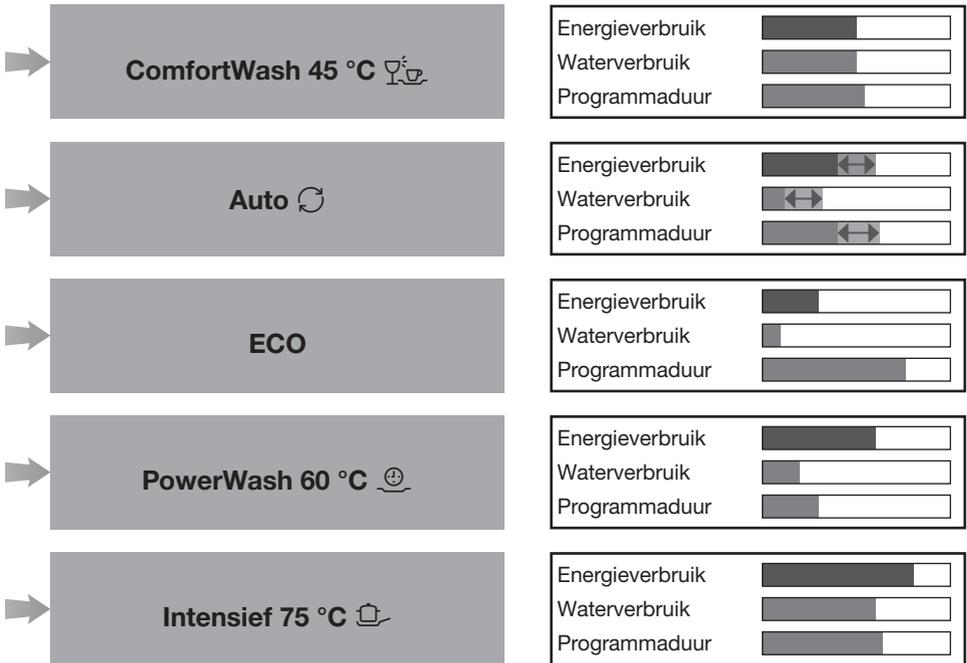 ComfortWash 45 °C
Energieverbruik
Waterverbruik
Programmaduur
Auto
Energieverbruik
Waterverbruik
Programmaduur
ECO
Energieverbruik
Waterverbruik
Programmaduur
PowerWash 60 °C
Energieverbruik
Waterverbruik
Programmaduur
Intensief 75 °C
Energieverbruik
Waterverbruik
Programmaduur